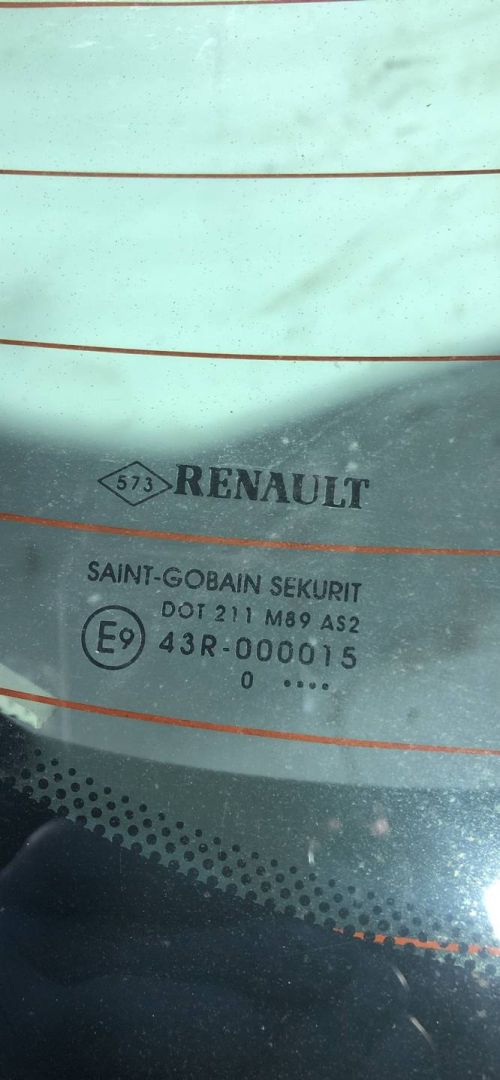 573 RENAULT
SAINT-GOBAIN SEKURIT
DOT 211 M89 AS2
E9 43R-000015
0 ••••